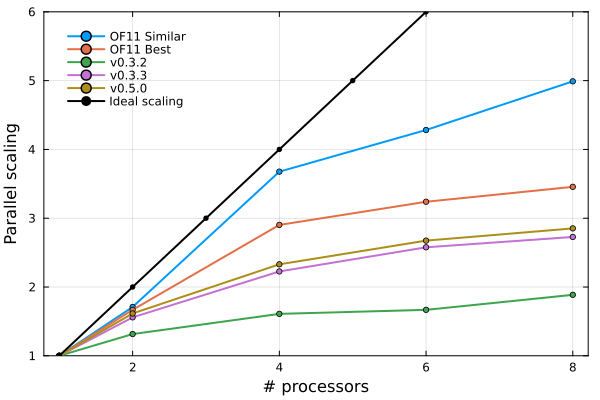 6
5
4
3
2
1
Parallel scaling
OF11 Similar
OF11 Best
v0.3.2
v0.3.3
v0.5.0
Ideal scaling
2 4 6 8
# processors